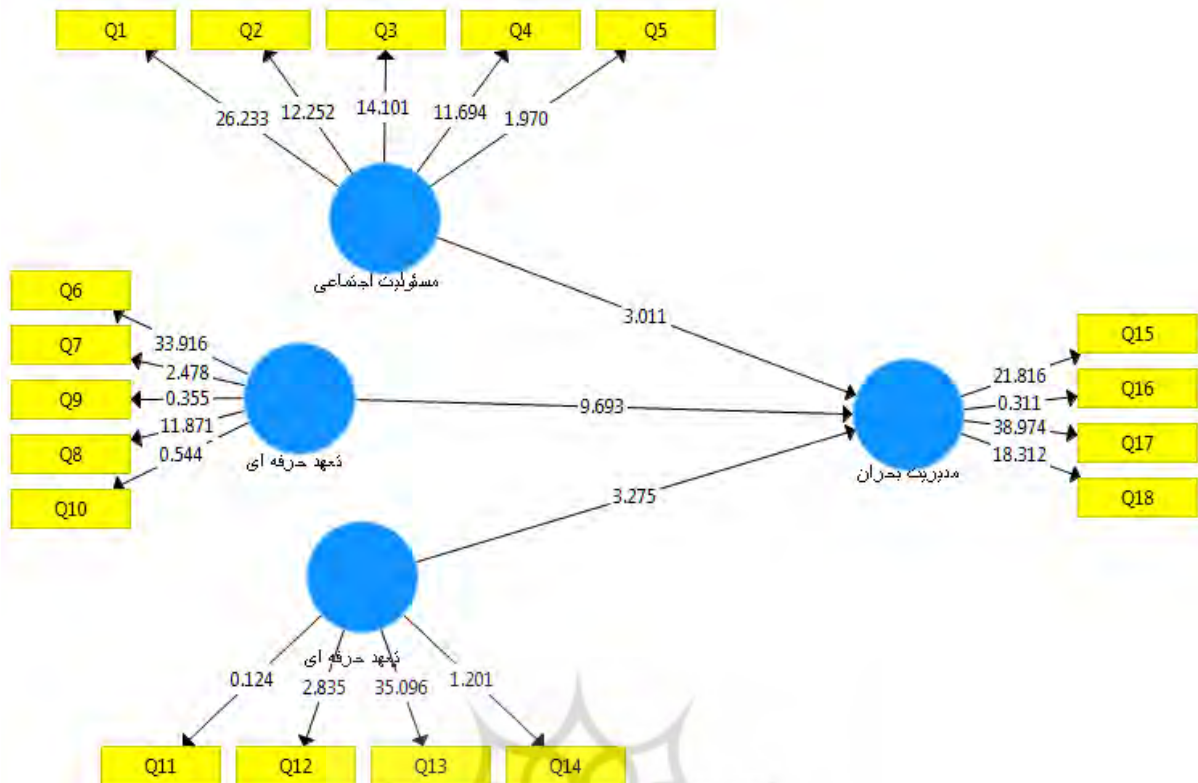 Q1 Q2 Q3 Q4 Q5
26.233 12.252 14.101 11.694 1.970
مسئولیت اجتماعی
3.011
Q6
Q7
Q9
Q8
Q10
33.916
2.478
0.355
11.871
0.544
تعهد حرفه ای
9.693
Q15
Q16
Q17
Q18
21.816
0.311
38.974
18.312
مدیریت بحران
3.275
تعهد حرفه ای
0.124 2.835 35.096 1.201
Q11 Q12 Q13 Q14